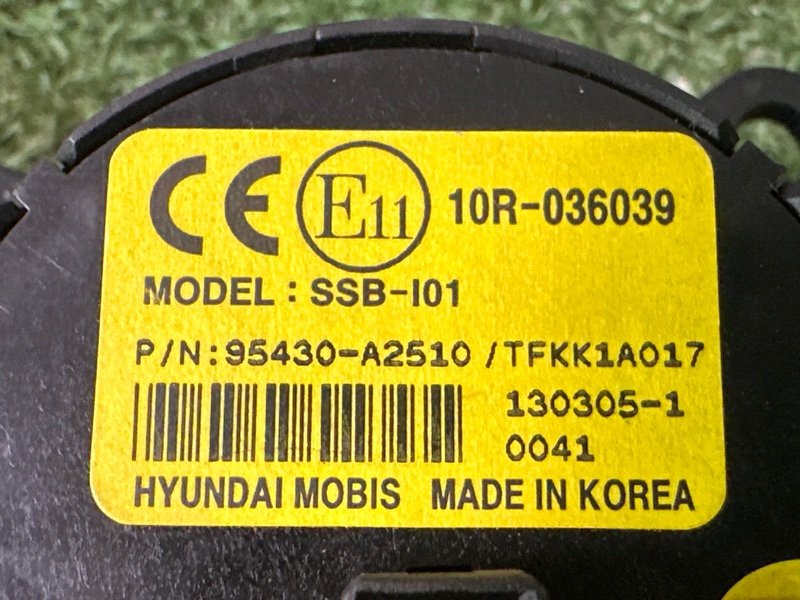 CE E11 10R-036039
MODEL : SSB-I01
P/N:95430-A2510 /TFKK1A017
130305-1
0041
HYUNDAI MOBIS MADE IN KOREA